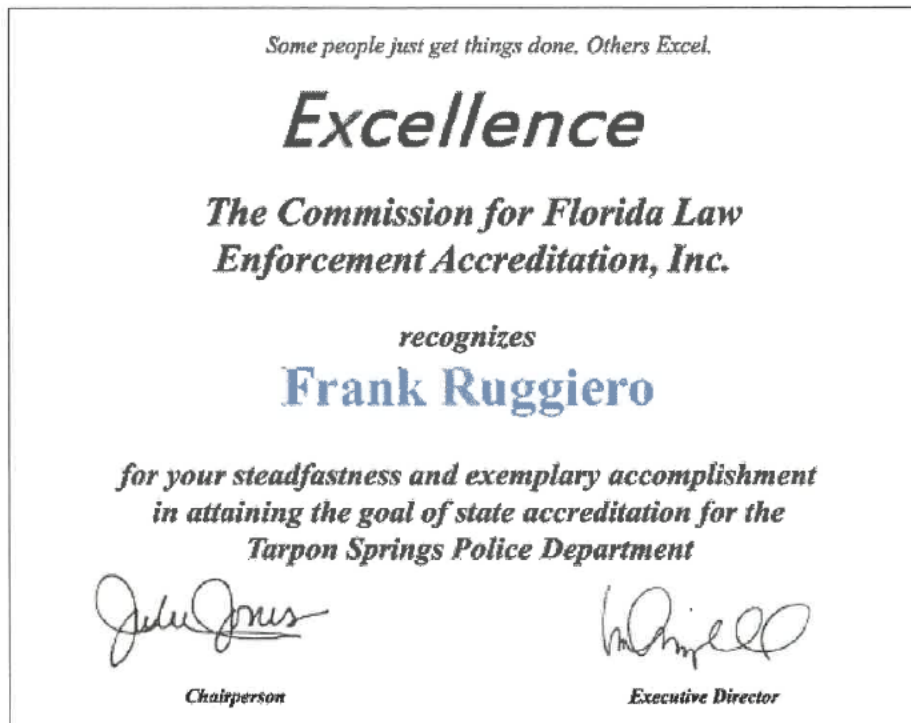 Some people just get things done. Others Excel.
Excellence
The Commission for Florida Law
Enforcement Accreditation, Inc.
recognizes
Frank Ruggiero
for your steadfastness and exemplary accomplishment
in attaining the goal of state accreditation for the
Tarpon Springs Police Department
Julie Jones
Chairperson Executive Director